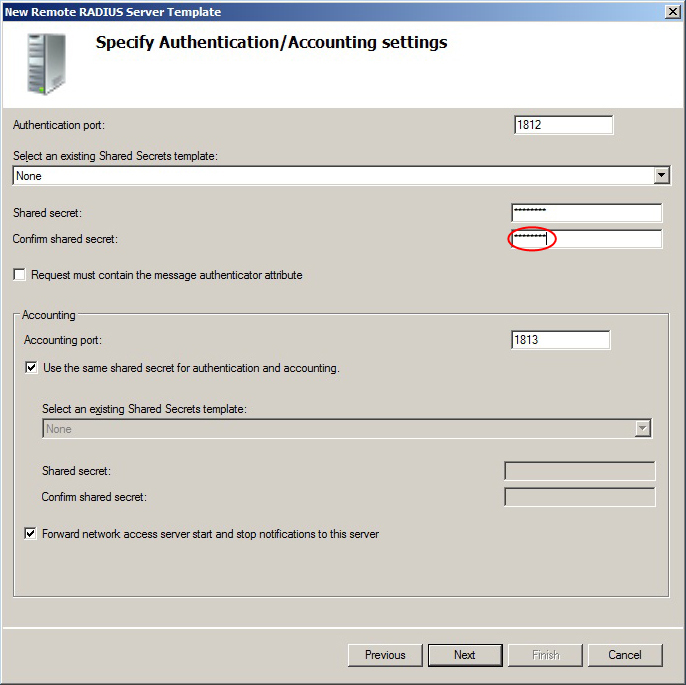 New Remote RADIUS Server Template
Specify Authentication/Accounting settings
Authentication port:
1812
Select an existing Shared Secrets template:
None
Shared secret:
********
Confirm shared secret:
********
Request must contain the message authenticator attribute
Accounting
Accounting port:
1813
Use the same shared secret for authentication and accounting.
Select an existing Shared Secrets template:
None
Shared secret:
Confirm shared secret:
Forward network access server start and stop notifications to this server
Previous Next Finish Cancel